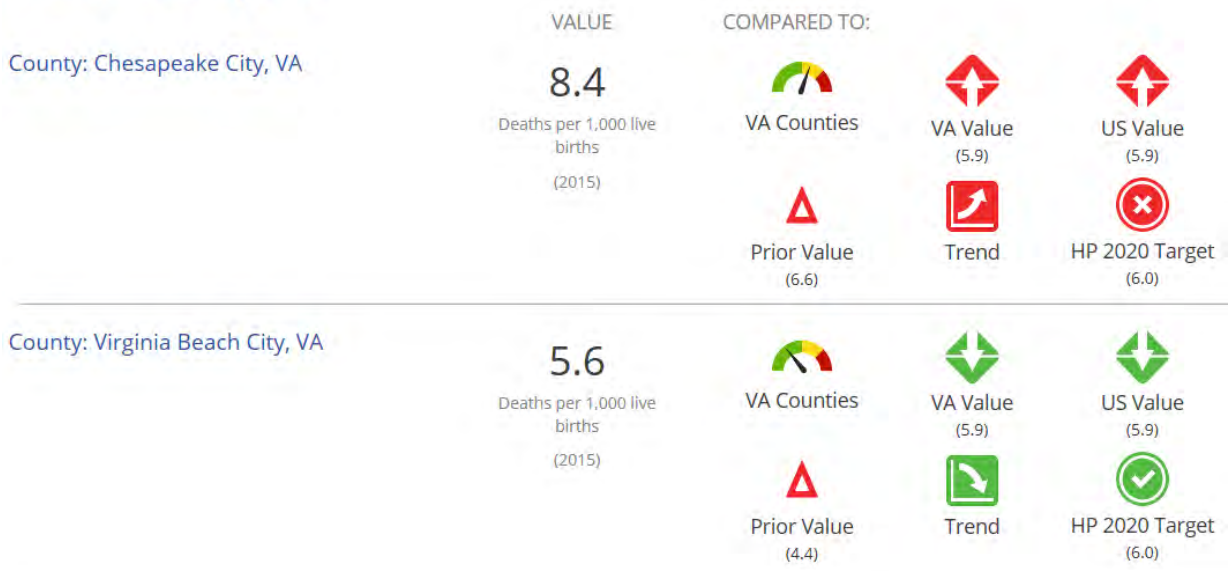 VALUE
COMPARED TO:
County: Chesapeake City, VA
8.4
Deaths per 1,000 live
births
(2015)
VA Counties
VA Value
(5.9)
US Value
(5.9)
Prior Value
(6.6)
Trend
HP 2020 Target
(6.0)
County: Virginia Beach City, VA
5.6
Deaths per 1,000 live
births
(2015)
VA Counties
VA Value
(5.9)
US Value
(5.9)
Prior Value
(4.4)
Trend
HP 2020 Target
(6.0)